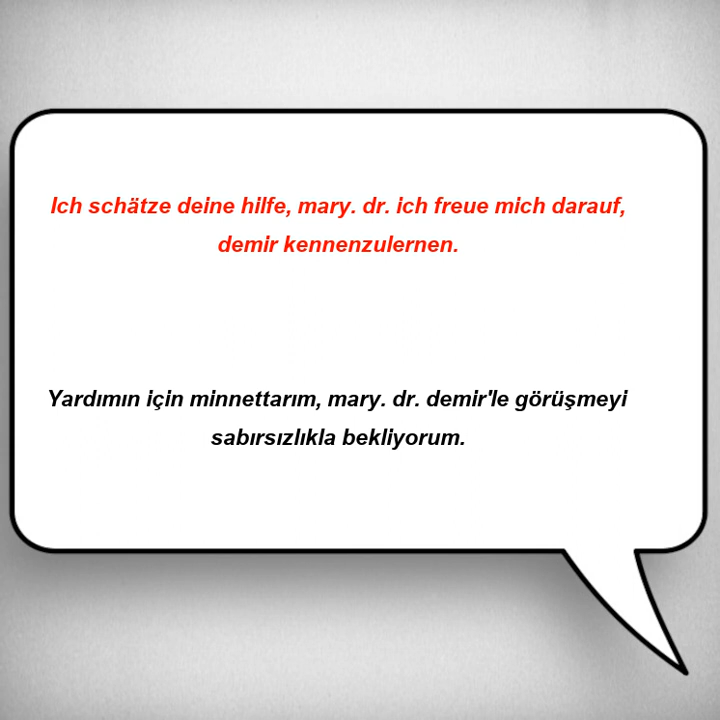 Ich schätze deine hilfe, mary. dr. ich freue mich darauf,
demir kennenzulernen.
Yardımın için minnettarım, mary. dr. demir'le görüşmeyi
sabırsızlıkla bekliyorum.